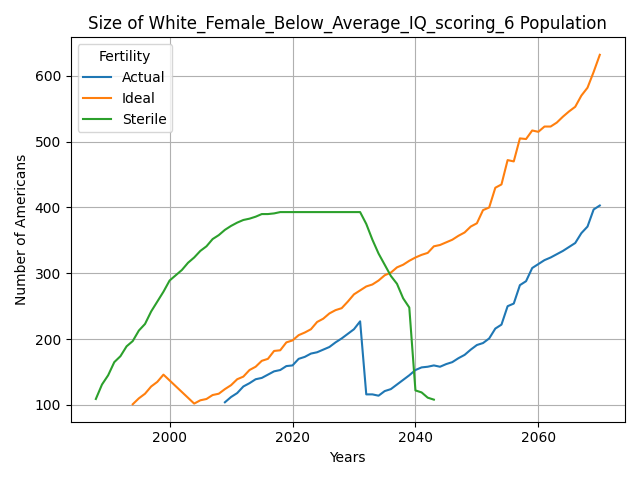 Size of White_Female_Below_Average_IQ_scoring_6 Population
Fertility
Actual
Ideal
Sterile
Number of Americans
600
500
400
300
200
100
2000
2020
2040
2060
Years